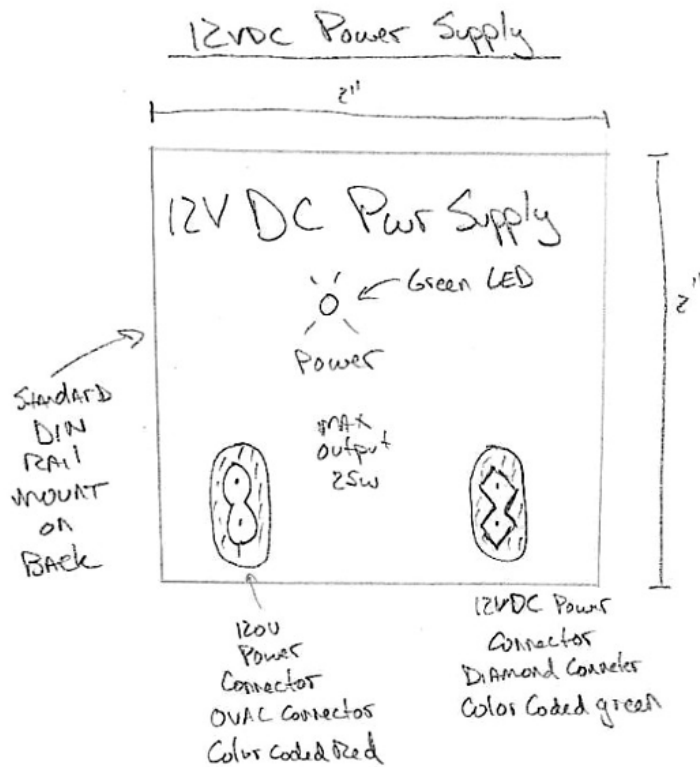 12VDC Power Supply
2"
12V DC Pwr Supply
Green LED
Power
2"
Standard
DIN
Rail
Mount
on
Back
MAX
Output
25W
120V
Power
Connector
OVAL Connector
Color Coded Red
12VDC Power
Connector
Diamond Conneter
Color Coded green